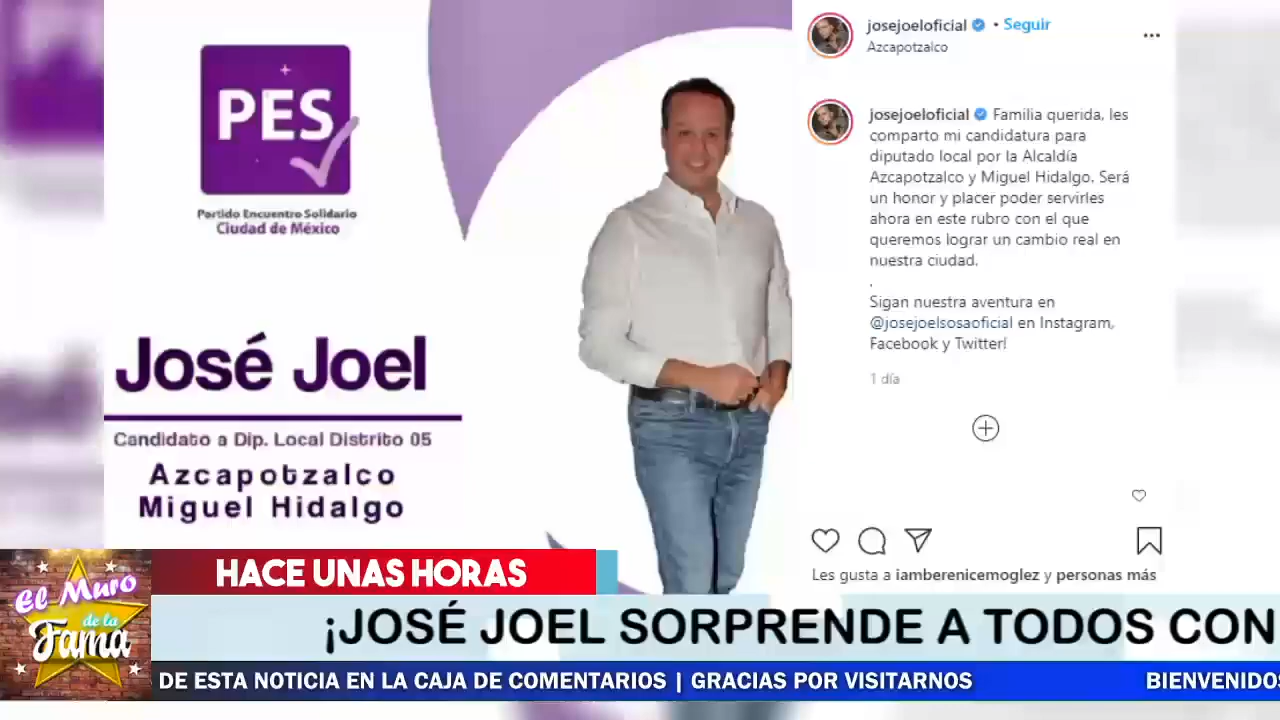 PES
Partido Encuentro Solidario
Ciudad de México
José Joel
Candidato a Dip. Local Distrito 05
Azcapotzalco
Miguel Hidalgo
josejoeloficial • Seguir
Azcapotzalco
josejoeloficial Familia querida, les
comparto mi candidatura para
diputado local por la Alcaldía
Azcapotzalco y Miguel Hidalgo. Será
un honor y placer poder servirles
ahora en este rubro con el que
queremos lograr un cambio real en
nuestra ciudad.
.
Sigan nuestra aventura en
@josejoelsosaoficial en Instagram,
Facebook y Twitter!
1 día
Les gusta a iamberenicemoglez y personas más
El Muro
de la
Fama
HACE UNAS HORAS
¡JOSÉ JOEL SORPRENDE A TODOS CON
DE ESTA NOTICIA EN LA CAJA DE COMENTARIOS | GRACIAS POR VISITARNOS BIENVENIDOS